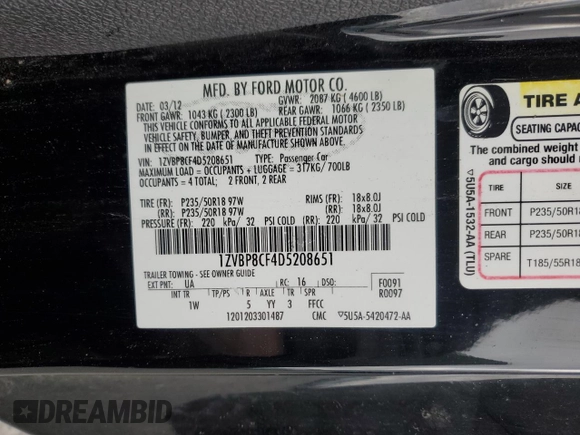 MFD. BY FORD MOTOR CO.
DATE: 03/12 GVWR: 2087 KG ( 4600 LB)
FRONT GAWR: 1043 KG ( 2300 LB) REAR GAWR: 1066 KG ( 2350 LB)
THIS VEHICLE CONFORMS TO ALL APPLICABLE FEDERAL MOTOR
VEHICLE SAFETY, BUMPER, AND THEFT PREVENTION STANDARDS
IN EFFECT ON THE DATE OF MANUFACTURE SHOWN ABOVE.
VIN: 1ZVBP8CF4D5208651 TYPE: Passenger Car
MAXIMUM LOAD = OCCUPANTS + LUGGAGE = 317KG/ 700LB
OCCUPANTS = 4 TOTAL; 2 FRONT, 2 REAR
TIRE (FR): P235/50R18 97W RIMS (FR): 18x8.0J
(RR): P235/50R18 97W (RR): 18x8.0J
PRESSURE (FR): 220 kPa/ 32 PSI COLD (RR): 220 kPa/ 32 PSI COLD
1ZVBP8CF4D5208651
TRAILER TOWING - SEE OWNER GUIDE
EXT PNT: UA RC: 16 DSO: F0091
INT TR TP/PS R AXLE TR SPR R0097
1W 5 YY 3 FFCC
1201203301487 CMC ▽5U5A-5420472-AA
▽5U5A-1532-AA (TLU)
TIRE A
SEATING CAPAC
The combined weight
and cargo should
TIRE SIZE
FRONT P235/50R18
REAR P235/50R18
SPARE T185/55R18
DREAMBID